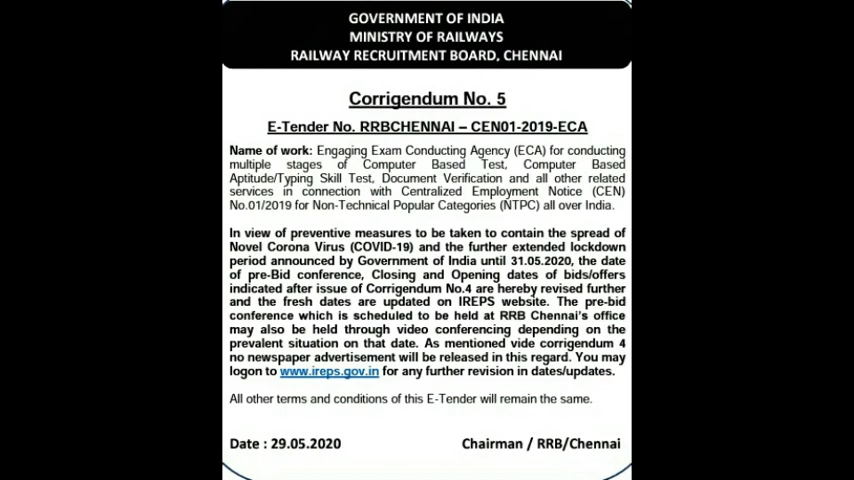 GOVERNMENT OF INDIA
MINISTRY OF RAILWAYS
RAILWAY RECRUITMENT BOARD, CHENNAI
Corrigendum No. 5
E-Tender No. RRBCHENNAI – CEN01-2019-ECA
Name of work: Engaging Exam Conducting Agency (ECA) for conducting
multiple stages of Computer Based Test, Computer Based
Aptitude/Typing Skill Test, Document Verification and all other related
services in connection with Centralized Employment Notice (CEN)
No.01/2019 for Non-Technical Popular Categories (NTPC) all over India.
In view of preventive measures to be taken to contain the spread of
Novel Corona Virus (COVID-19) and the further extended lockdown
period announced by Government of India until 31.05.2020, the date
of pre-Bid conference, Closing and Opening dates of bids/offers
indicated after issue of Corrigendum No.4 are hereby revised further
and the fresh dates are updated on IREPS website. The pre-bid
conference which is scheduled to be held at RRB Chennai's office
may also be held through video conferencing depending on the
prevalent situation on that date. As mentioned vide corrigendum 4
no newspaper advertisement will be released in this regard. You may
logon to www.ireps.gov.in for any further revision in dates/updates.
All other terms and conditions of this E-Tender will remain the same.
Date : 29.05.2020 Chairman / RRB/Chennai